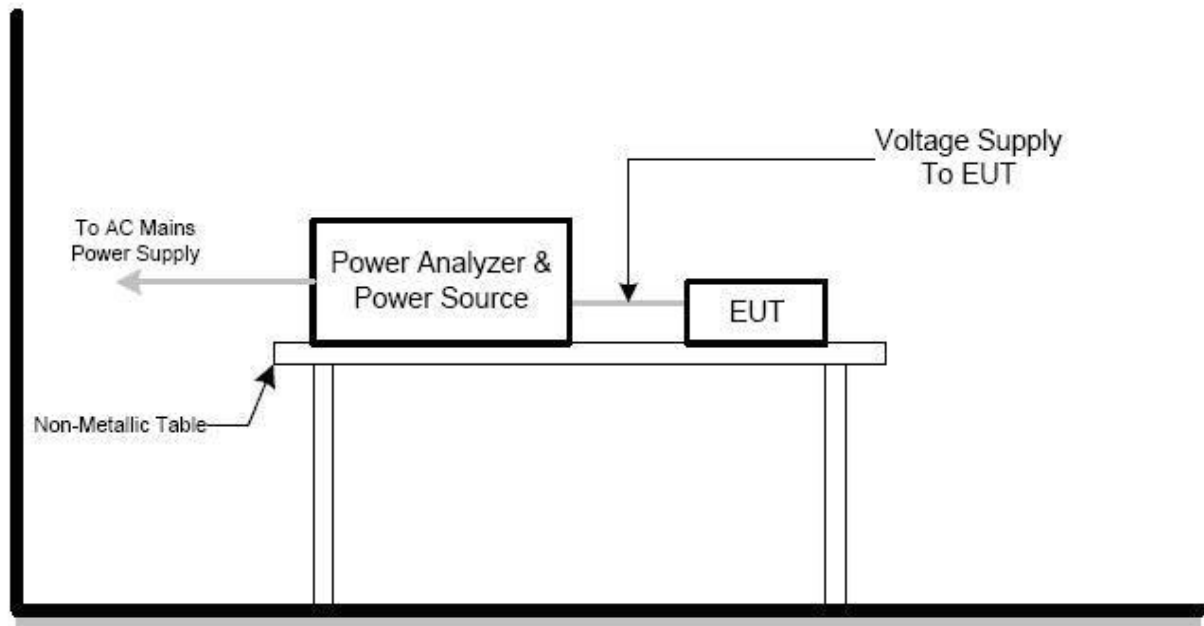 Voltage Supply
To EUT
To AC Mains
Power Supply
Power Analyzer &
Power Source
EUT
Non-Metallic Table